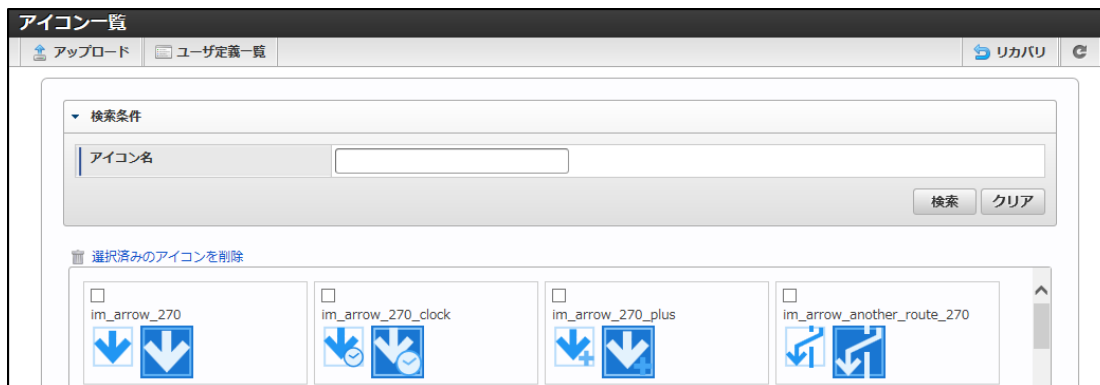 アイコン一覧
アップロード ユーザ定義一覧 リカバリ
検索条件
アイコン名
検索 クリア
選択済みのアイコンを削除
im_arrow_270 im_arrow_270_clock im_arrow_270_plus im_arrow_another_route_270